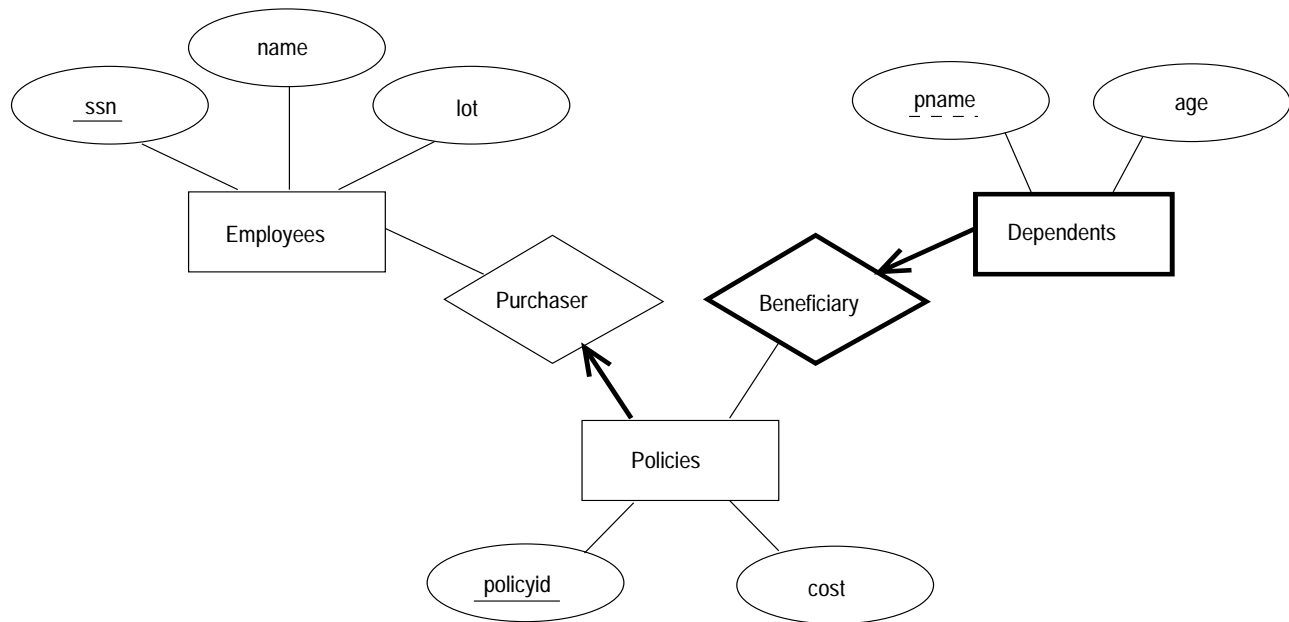 name
ssn
lot
pname
age
Employees
Dependents
Purchaser
Beneficiary
Policies
policyid
cost